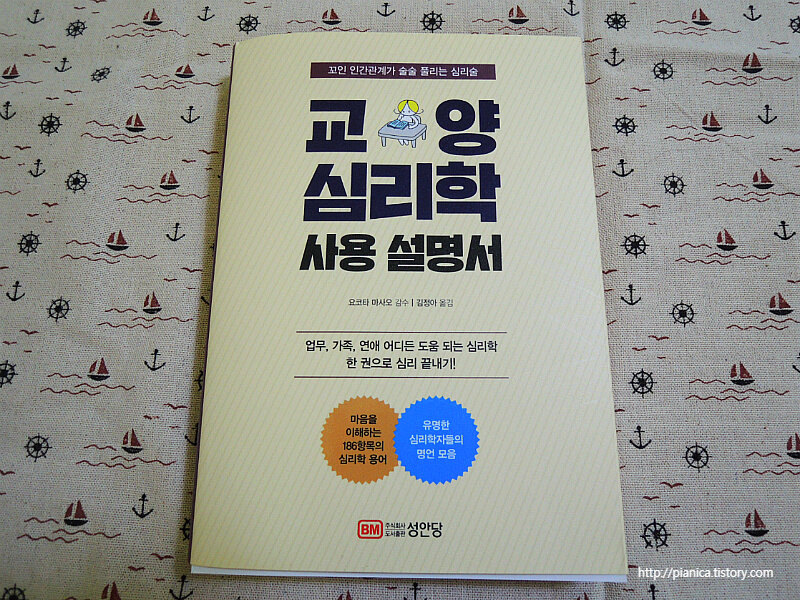 꼬인 인간관계가 술술 풀리는 심리술
교양
심리학
사용 설명서
요코타 마사오 감수 | 김정아 옮김
업무, 가족, 연애 어디든 도움 되는 심리학
한 권으로 심리 끝내기!
마음을
이해하는
186항목의
심리학 용어
유명한
심리학자들의
명언 모음
BM 주식회사 도서출판 성안당
http://pianica.tistory.com